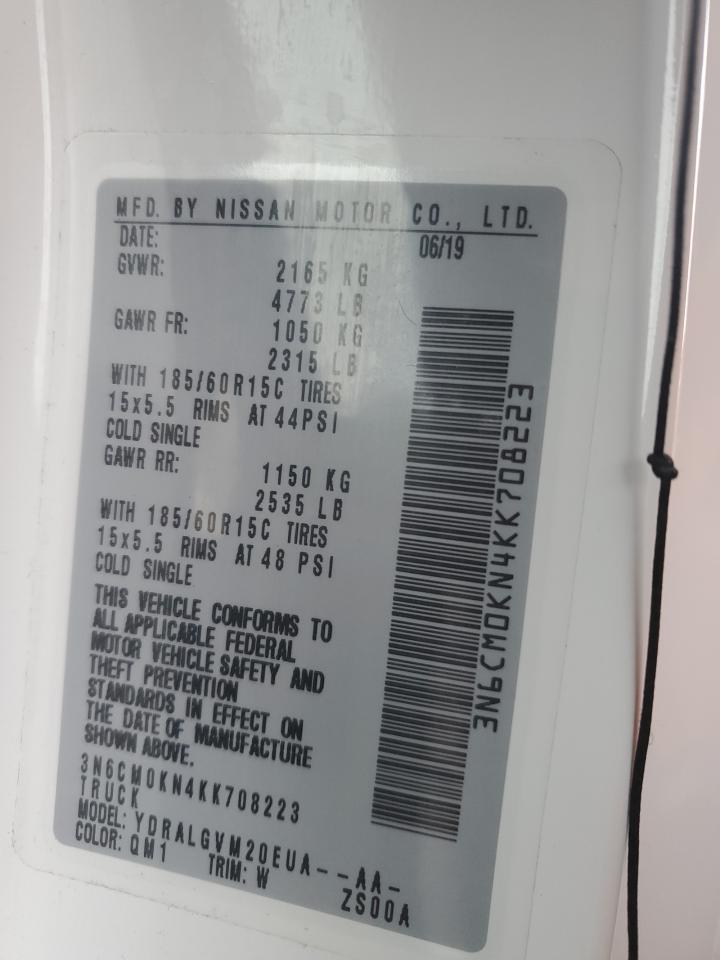 MFD. BY NISSAN MOTOR CO., LTD.
DATE: 06/19
GVWR: 2165 KG
4773 LB
GAWR FR: 1050 KG
2315 LB
WITH 185/60R15C TIRES
15x5.5 RIMS AT 44PSI
COLD SINGLE
GAWR RR: 1150 KG
2535 LB
WITH 185/60R15C TIRES
15x5.5 RIMS AT 48 PSI
COLD SINGLE
THIS VEHICLE CONFORMS TO
ALL APPLICABLE FEDERAL
MOTOR VEHICLE SAFETY AND
THEFT PREVENTION
STANDARDS IN EFFECT ON
THE DATE OF MANUFACTURE
SHOWN ABOVE.
3N6CM0KN4KK708223
TRUCK
MODEL: YDRALGVM20EUA--AA-
COLOR: QM1 TRIM: W ZS00A
3N6CM0KN4KK708223